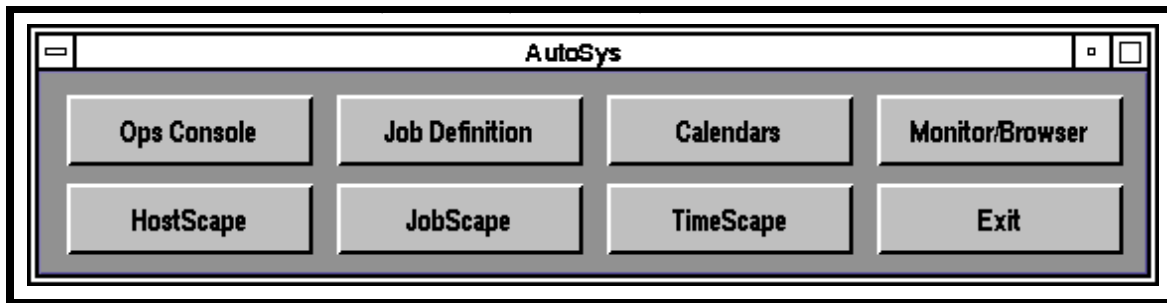 AutoSys
Ops Console Job Definition Calendars Monitor/Browser
HostScape JobScape TimeScape Exit